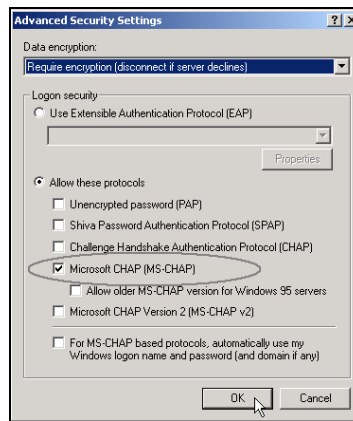 Advanced Security Settings
Data encryption:
Require encryption (disconnect if server declines)
Logon security
Use Extensible Authentication Protocol (EAP)
Properties
Allow these protocols
Unencrypted password (PAP)
Shiva Password Authentication Protocol (SPAP)
Challenge Handshake Authentication Protocol (CHAP)
Microsoft CHAP (MS-CHAP)
Allow older MS-CHAP version for Windows 95 servers
Microsoft CHAP Version 2 (MS-CHAP v2)
For MS-CHAP based protocols, automatically use my
Windows logon name and password (and domain if any)
OK Cancel